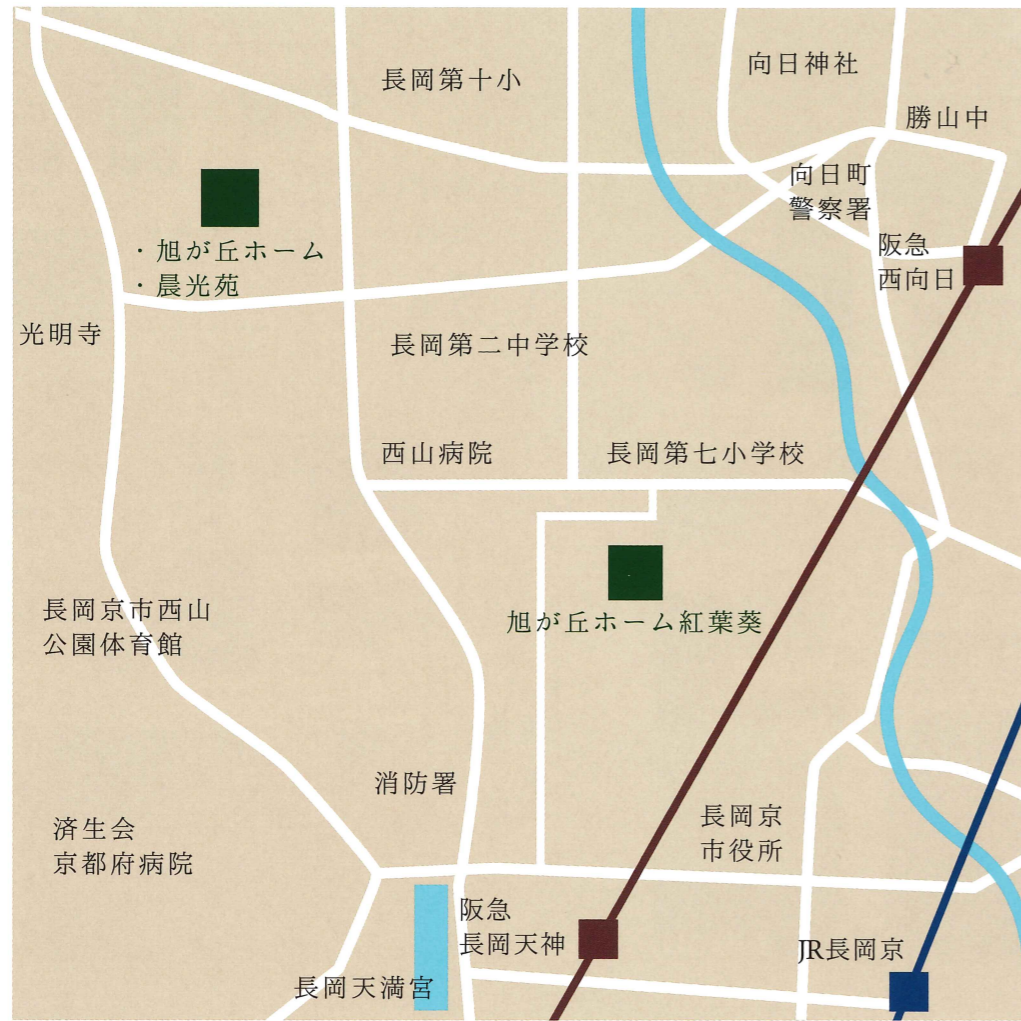 長岡第十小
向日神社
勝山中
向日町
警察署
阪急
西向日
・旭が丘ホーム
・晨光苑
光明寺
長岡第二中学校
西山病院
長岡第七小学校
旭が丘ホーム紅葉葵
長岡京市西山
公園体育館
消防署
長岡京
市役所
済生会
京都府病院
阪急
長岡天神
JR長岡京
長岡天満宮